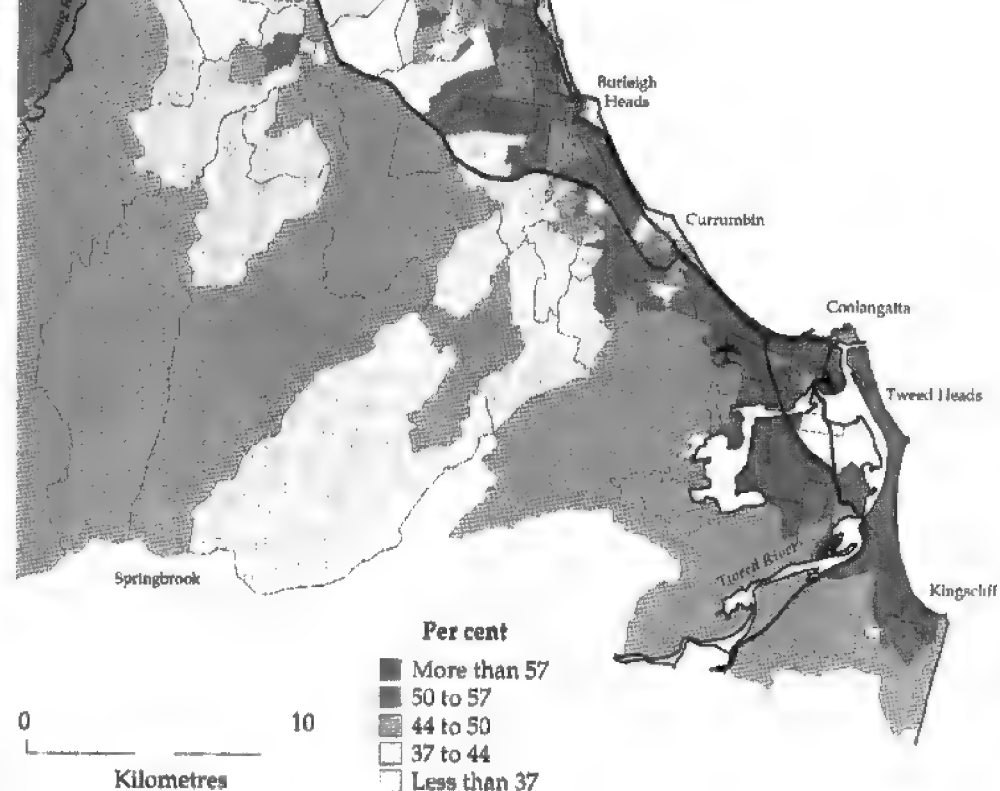 Burleigh
Heads
Currumbin
Coolangatta
Tweed Heads
Tweed River
Kingscliff
Springbrook
Per cent
More than 57
50 to 57
44 to 50
37 to 44
Less than 37
0 10
Kilometres